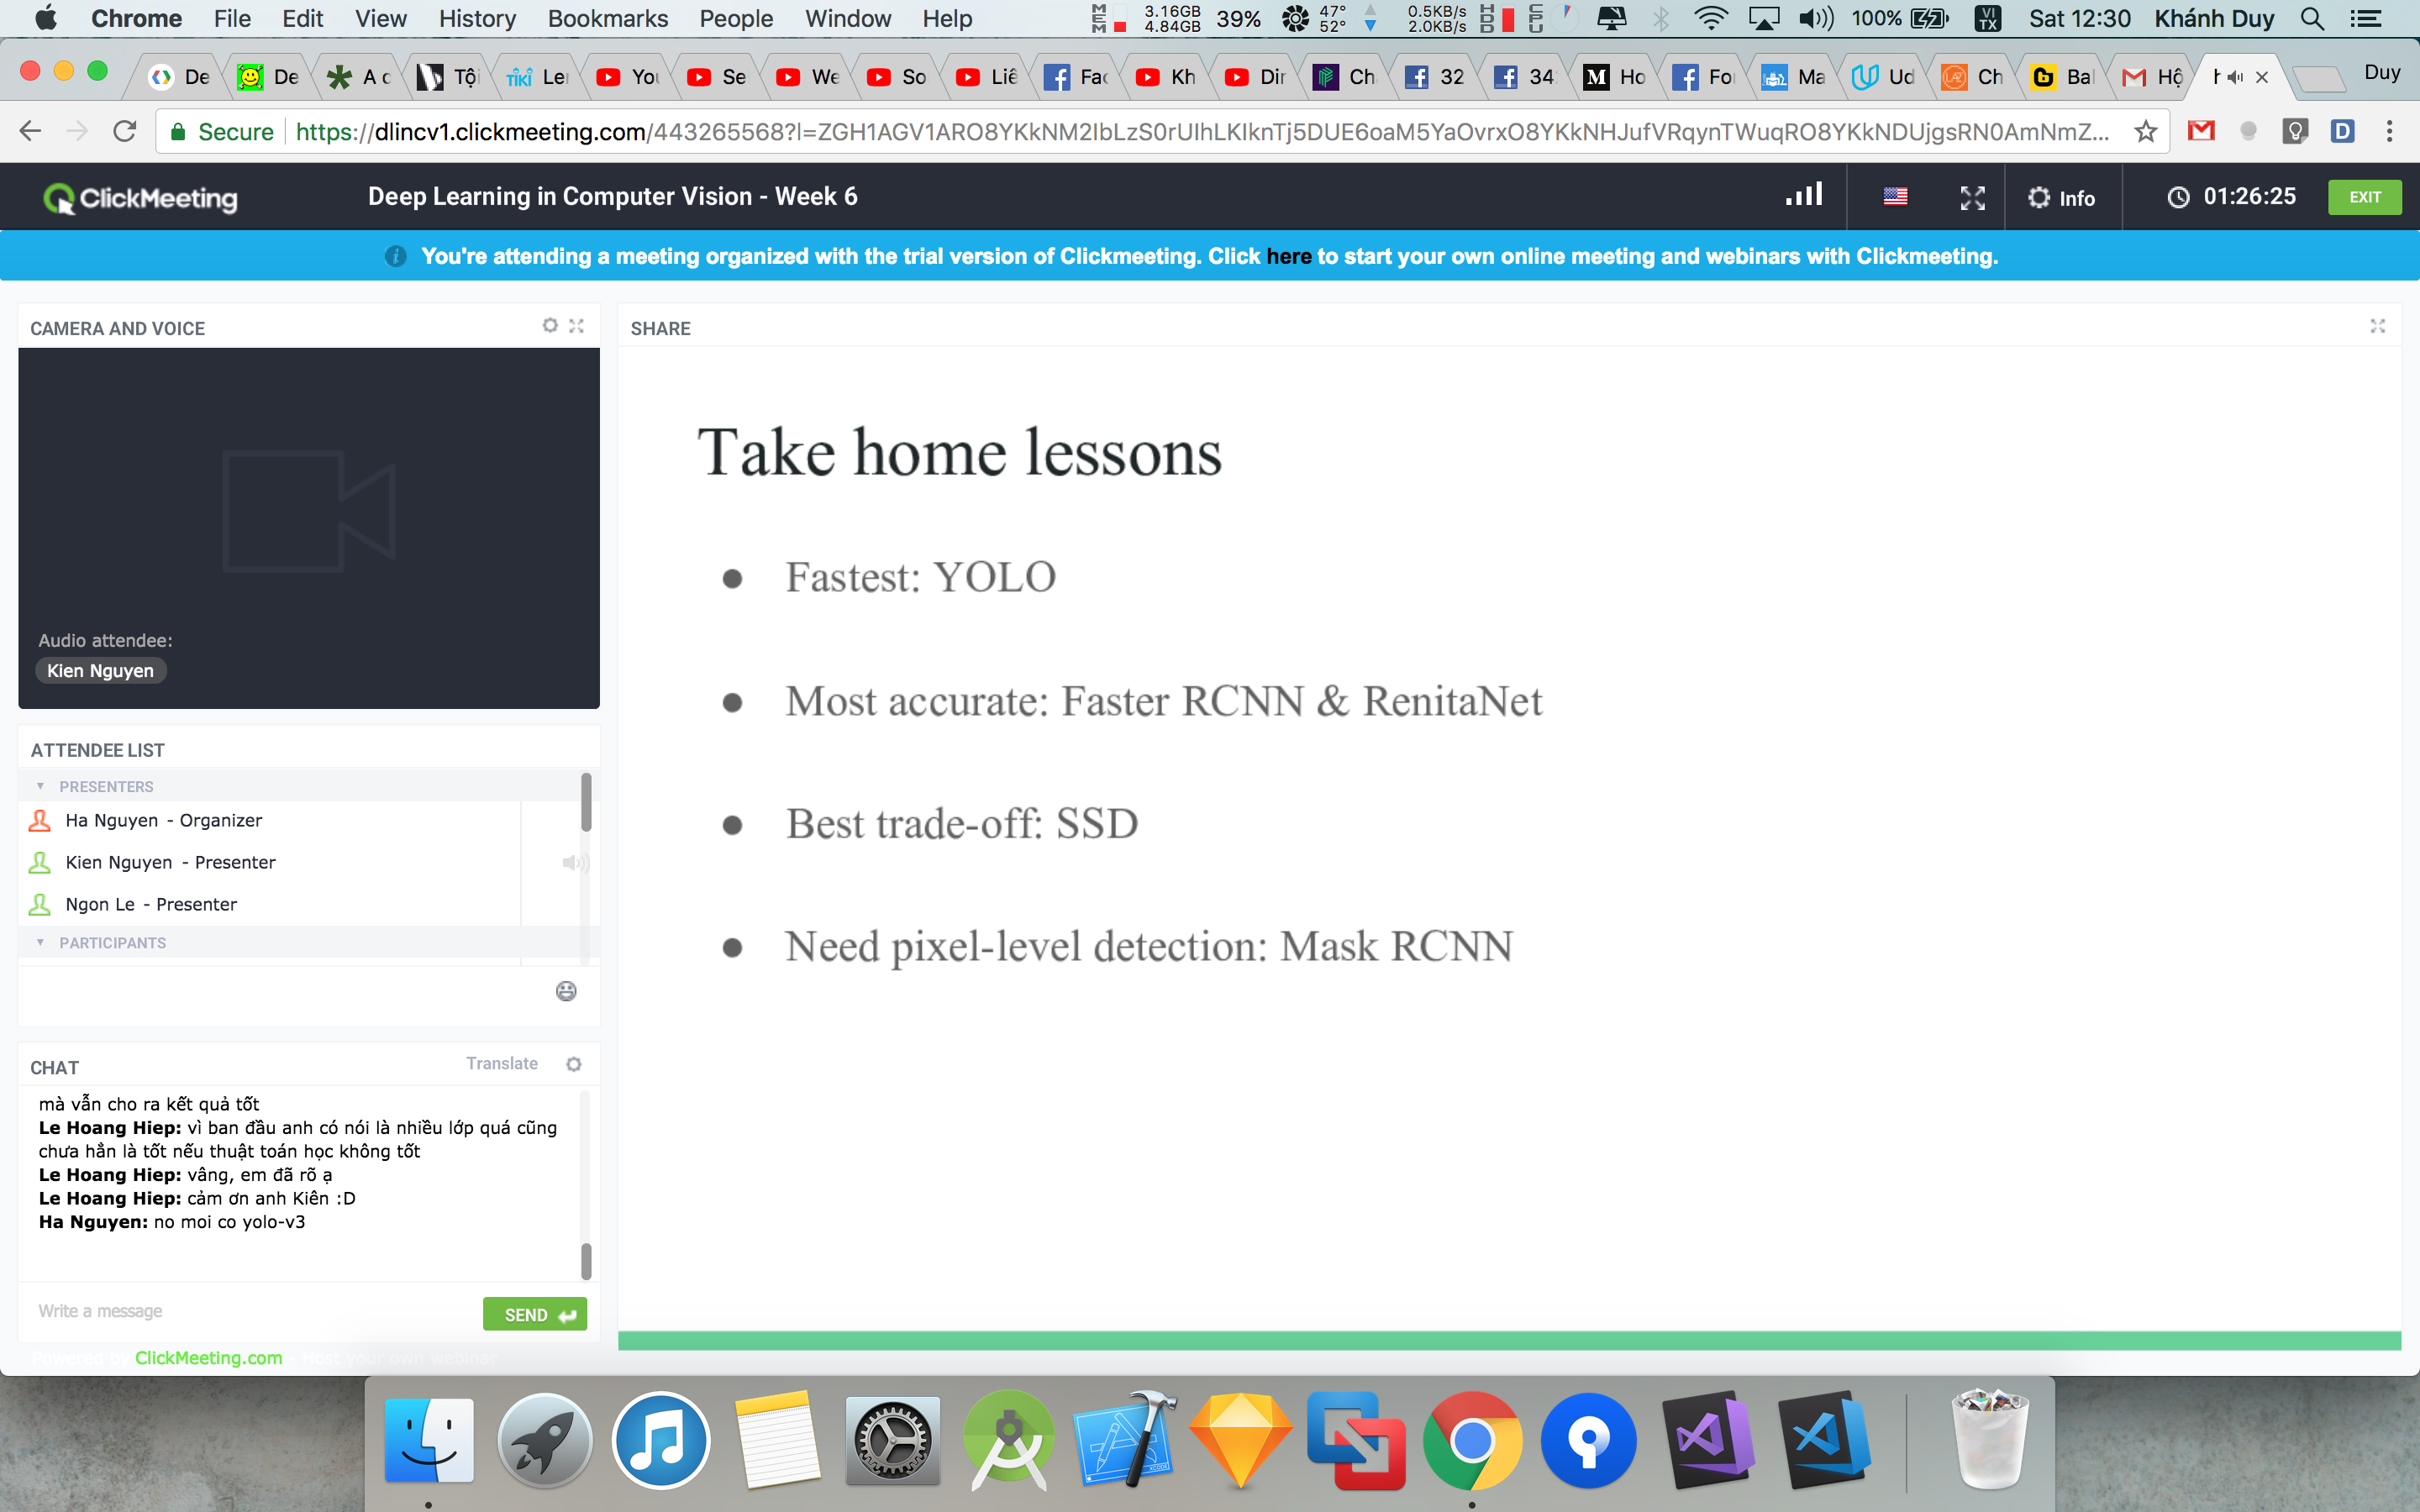 Chrome File Edit View History Bookmarks People Window Help MEM 3.16GB 4.84GB 39% 47° 52° 0.5KB/s 2.0KB/s HDD CPU 100% VI TX Sat 12:30 Khánh Duy
De De A c Tội TIKI Ler You Se We So Liê Fac Kh Dir Ch 32 34 M Ho Fo Ma Ud Ch Bal Hộ h Duy
Secure https://dlincv1.clickmeeting.com/443265568?l=ZGH1AGV1ARO8YKkNM2IbLzS0rUIhLKIknTj5DUE6oaM5YaOvrxO8YKkNHJufVRqynTWuqRO8YKkNDUjgsRN0AmNmZ... D
ClickMeeting Deep Learning in Computer Vision - Week 6 Info 01:26:25 EXIT
You're attending a meeting organized with the trial version of Clickmeeting. Click here to start your own online meeting and webinars with Clickmeeting.
CAMERA AND VOICE
Audio attendee:
Kien Nguyen
ATTENDEE LIST
PRESENTERS
Ha Nguyen - Organizer
Kien Nguyen - Presenter
Ngon Le - Presenter
PARTICIPANTS
CHAT Translate
mà vẫn cho ra kết quả tốt
Le Hoang Hiep: vì ban đầu anh có nói là nhiều lớp quá cũng
chưa hẳn là tốt nếu thuật toán học không tốt
Le Hoang Hiep: vâng, em đã rõ ạ
Le Hoang Hiep: cảm ơn anh Kiên :D
Ha Nguyen: no moi co yolo-v3
Write a message SEND
Powered by ClickMeeting.com
SHARE
Take home lessons
● Fastest: YOLO
● Most accurate: Faster RCNN & RenitaNet
● Best trade-off: SSD
● Need pixel-level detection: Mask RCNN